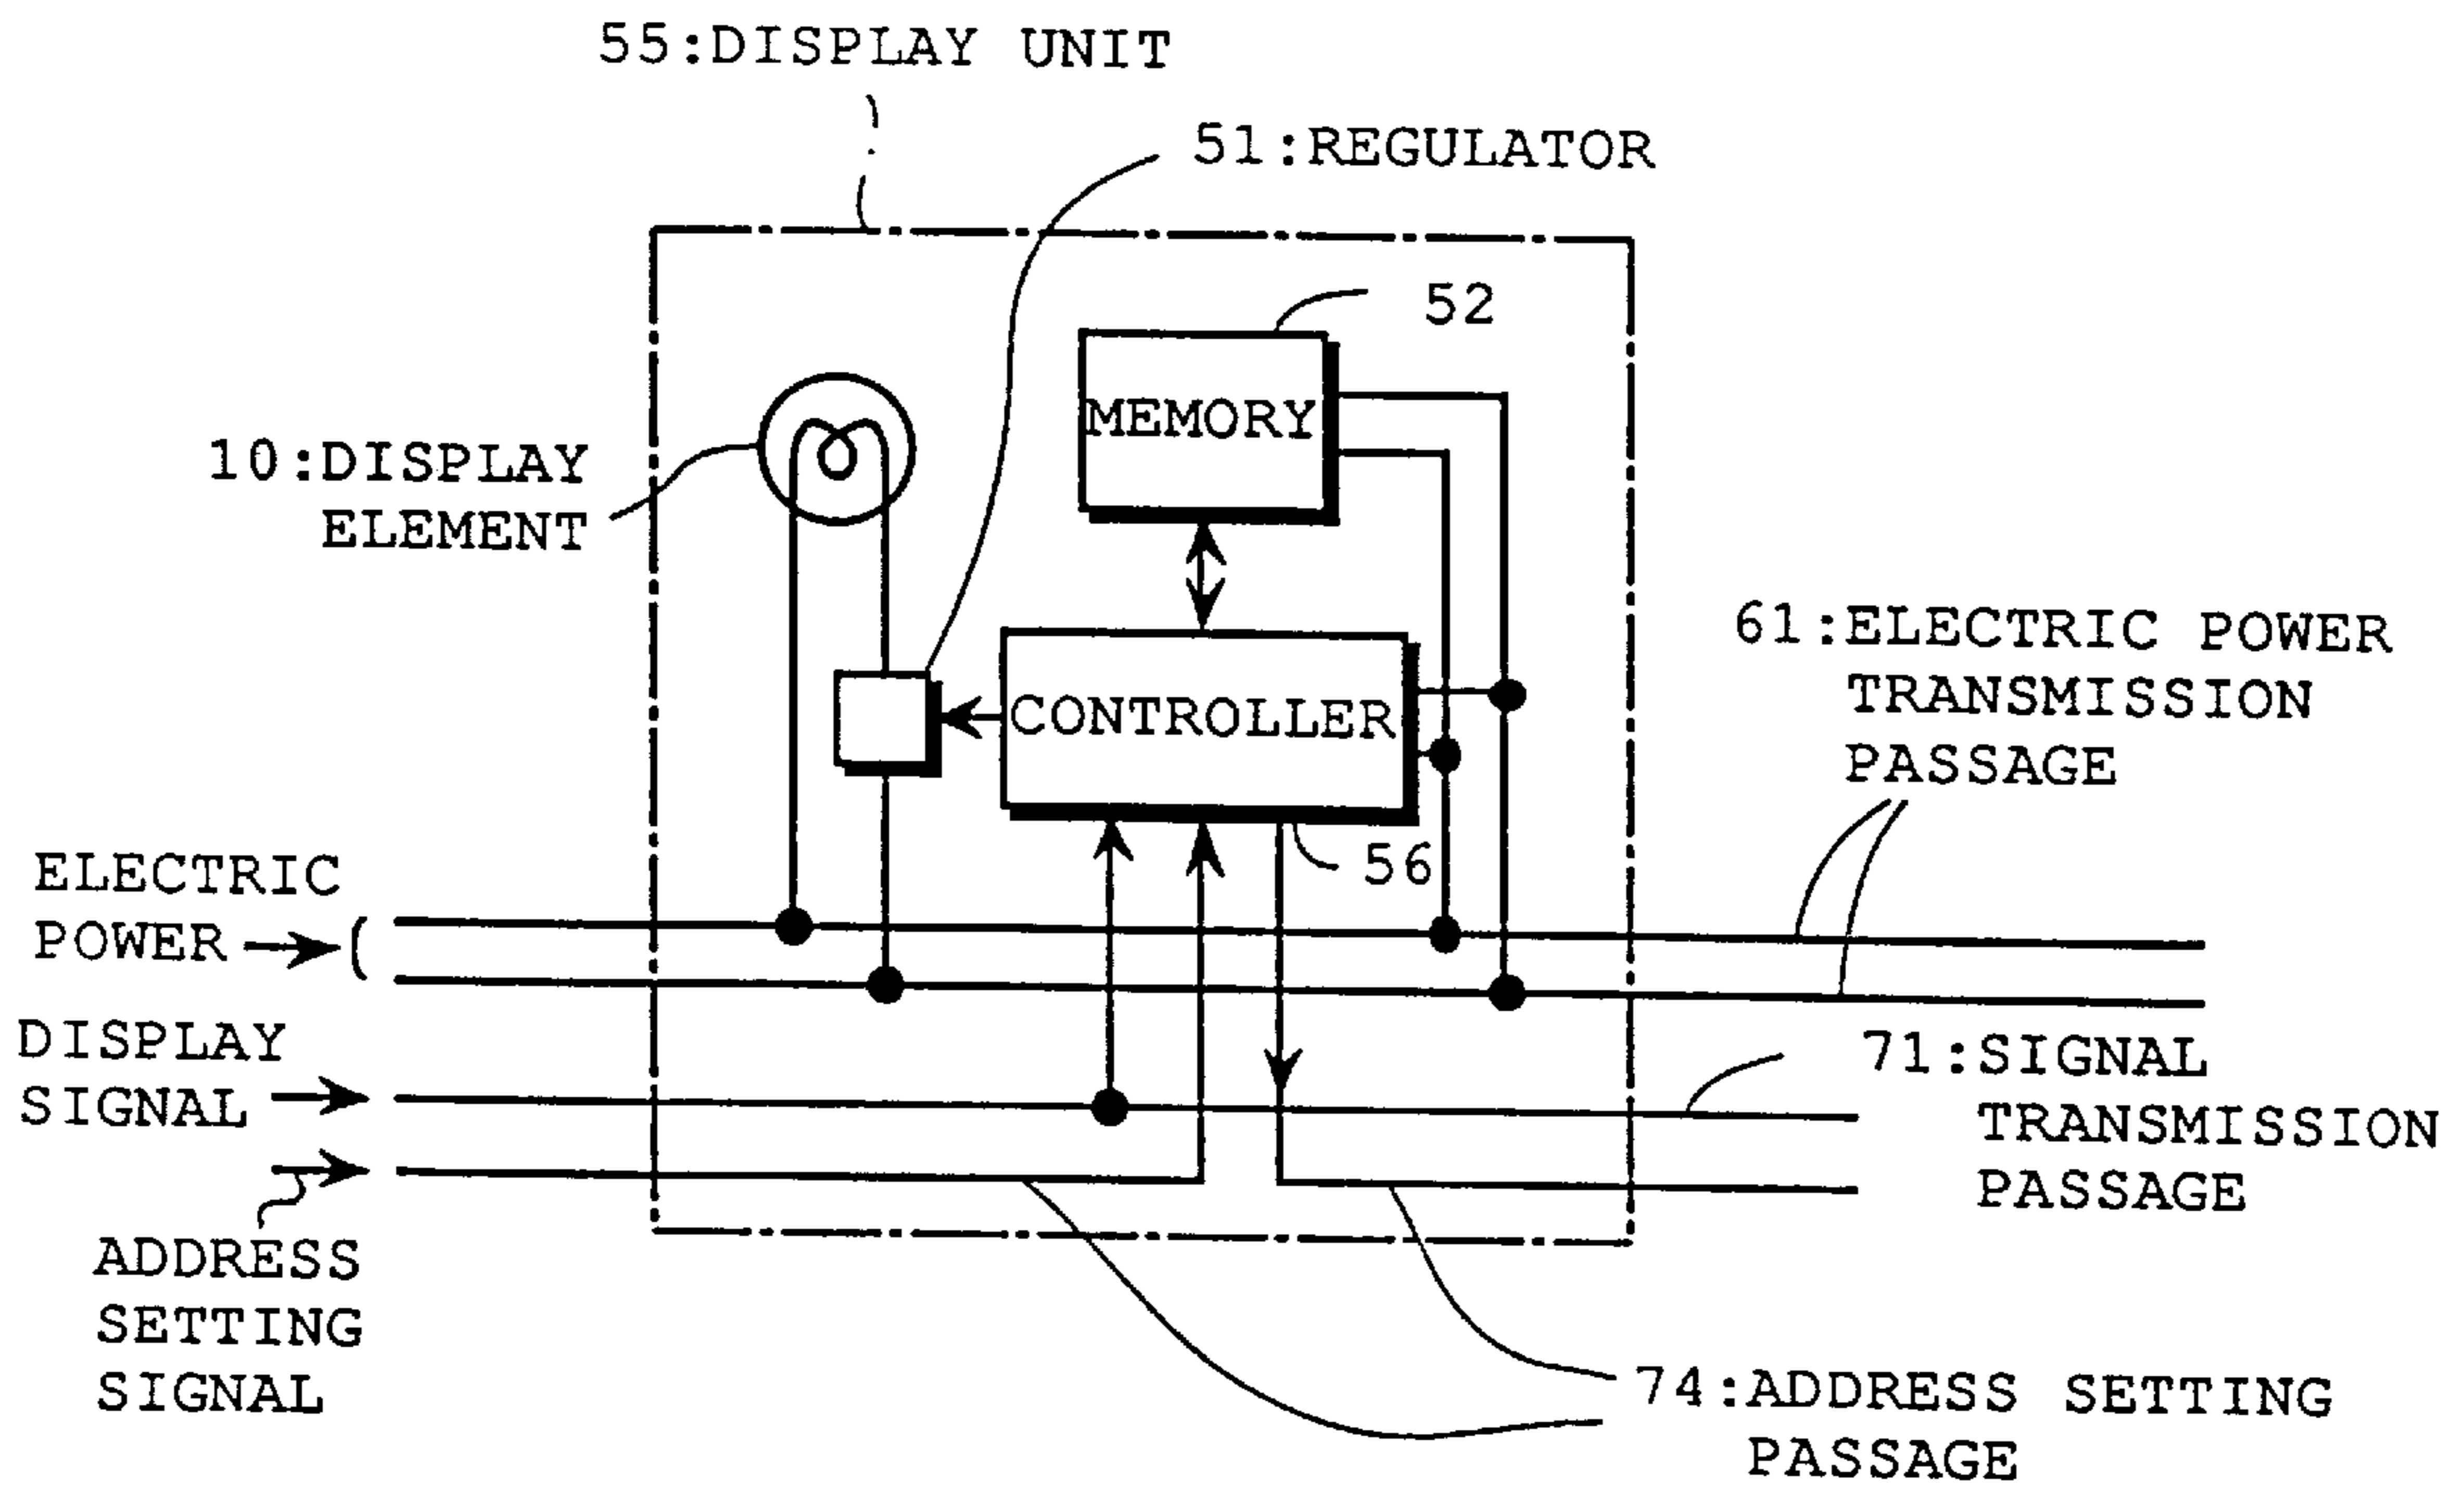 55:DISPLAY UNIT
51:REGULATOR
52
MEMORY
10:DISPLAY
ELEMENT
CONTROLLER
61:ELECTRIC POWER
TRANSMISSION
PASSAGE
56
ELECTRIC
POWER
DISPLAY
SIGNAL
71:SIGNAL
TRANSMISSION
PASSAGE
ADDRESS
SETTING
SIGNAL
74:ADDRESS SETTING
PASSAGE